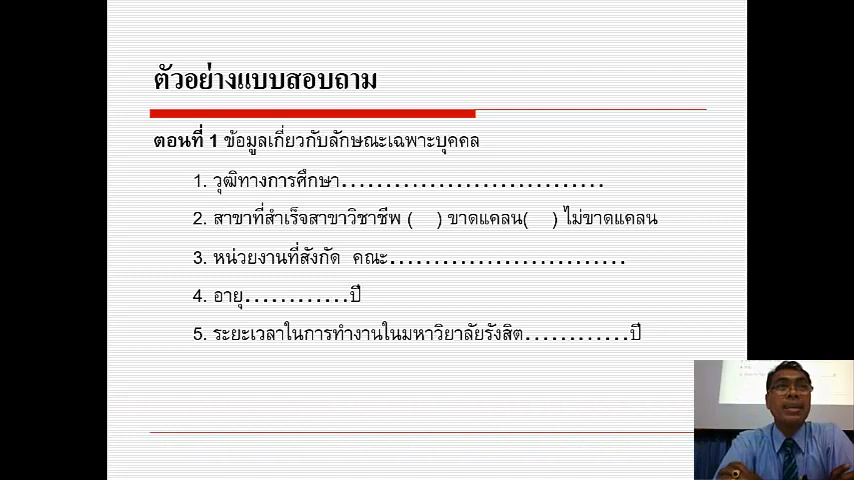 ตัวอย่างแบบสอบถาม
ตอนที่ 1 ข้อมูลเกี่ยวกับลักษณะเฉพาะบุคคล
1. วุฒิทางการศึกษา..............................
2. สาขาที่สำเร็จสาขาวิชาชีพ ( ) ขาดแคลน( ) ไม่ขาดแคลน
3. หน่วยงานที่สังกัด คณะ...........................
4. อายุ............ปี
5. ระยะเวลาในการทำงานในมหาวิยาลัยรังสิต............ปี